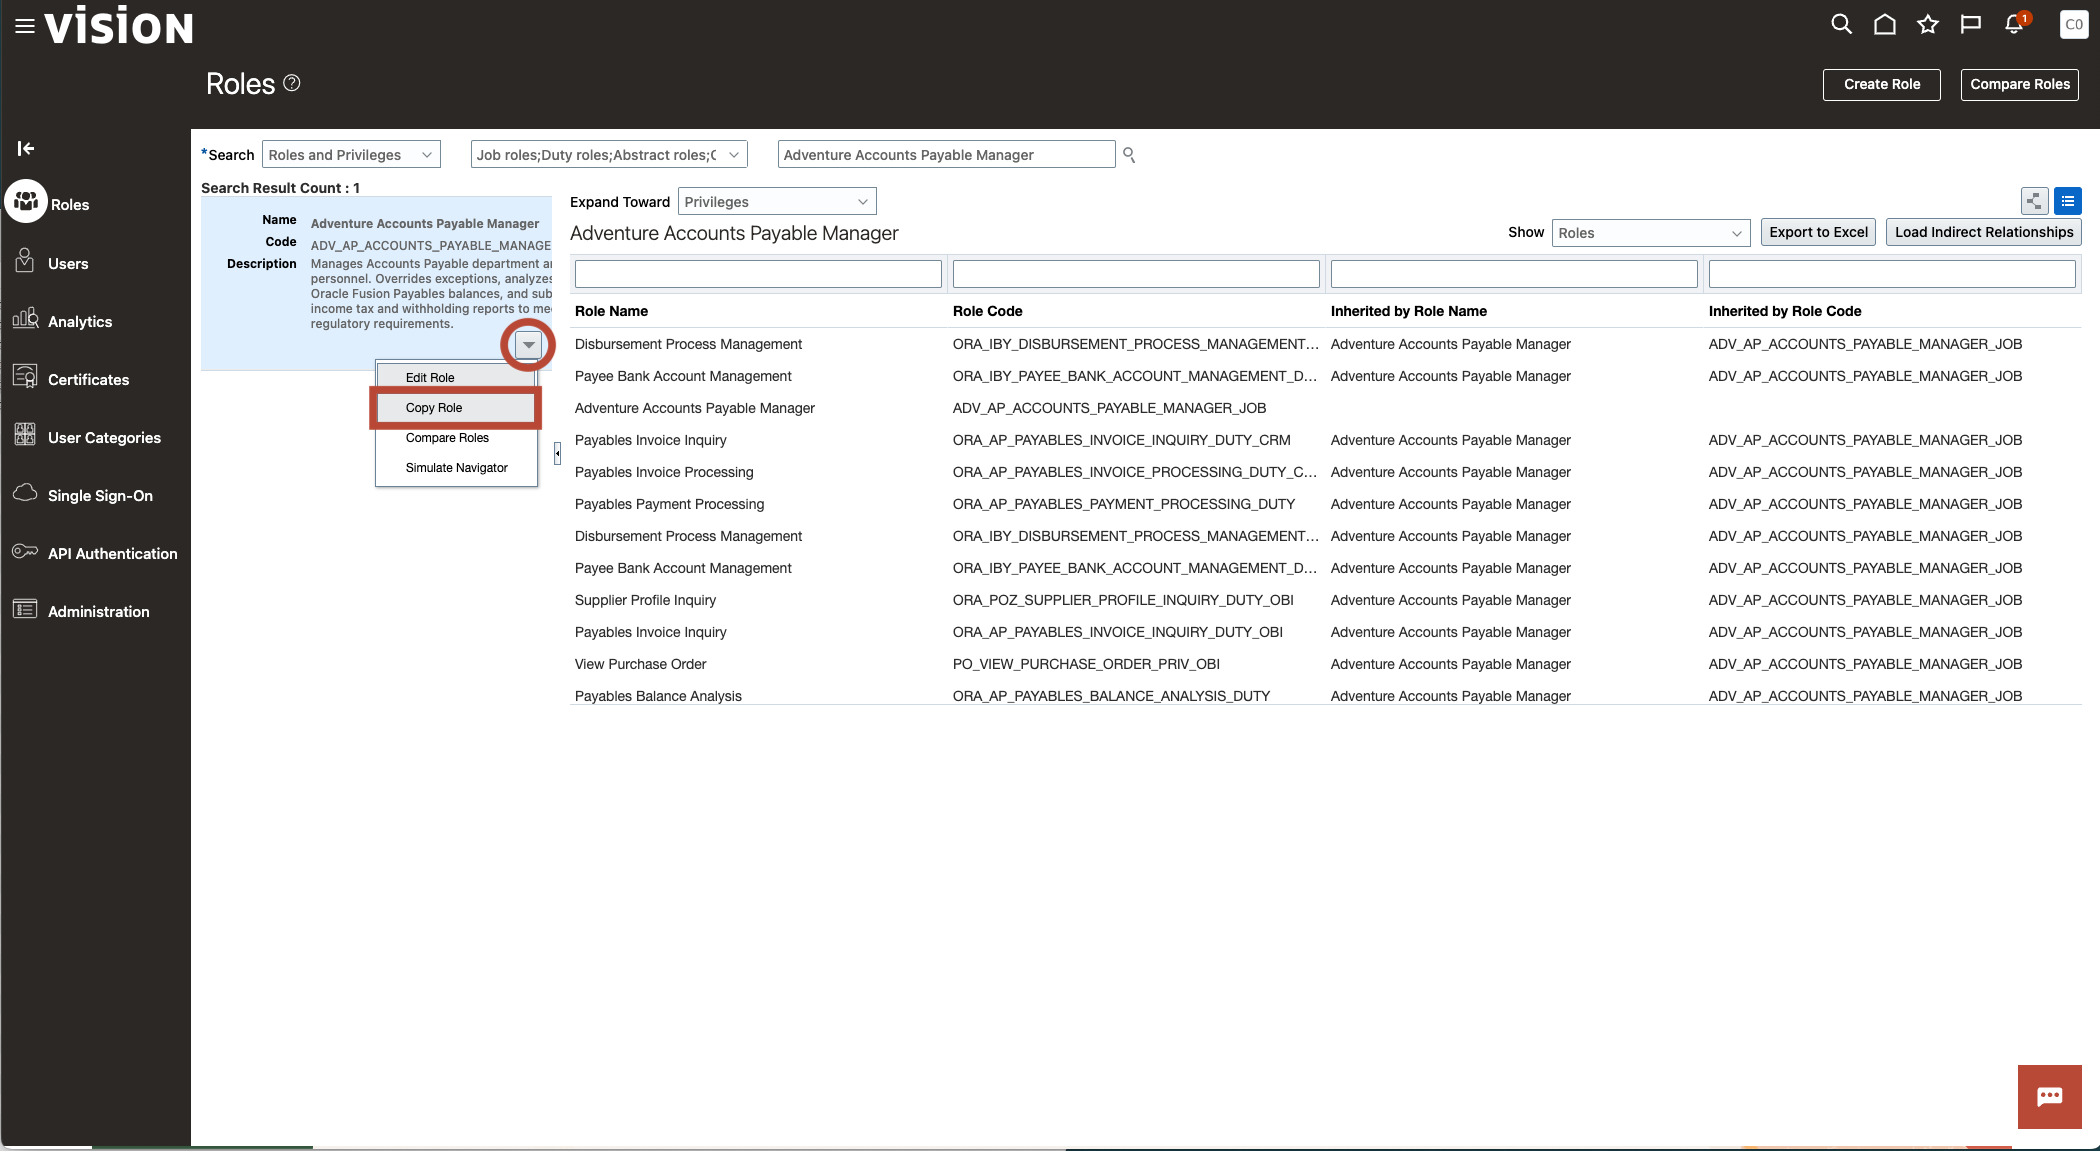 vision
1
C0
Roles ?
Create Role
Compare Roles
*Search
Roles and Privileges
Job roles;Duty roles;Abstract roles;C
Adventure Accounts Payable Manager
Search Result Count : 1
Roles
Users
Analytics
Certificates
User Categories
Single Sign-On
API Authentication
Administration
Name Adventure Accounts Payable Manager
Code ADV_AP_ACCOUNTS_PAYABLE_MANAGE
Description Manages Accounts Payable department a
personnel. Overrides exceptions, analyzes
Oracle Fusion Payables balances, and sub
income tax and withholding reports to me
regulatory requirements.
Edit Role
Copy Role
Compare Roles
Simulate Navigator
Expand Toward Privileges
Adventure Accounts Payable Manager
Show Roles Export to Excel Load Indirect Relationships
Role Name Role Code Inherited by Role Name Inherited by Role Code
Disbursement Process Management ORA_IBY_DISBURSEMENT_PROCESS_MANAGEMENT... Adventure Accounts Payable Manager ADV_AP_ACCOUNTS_PAYABLE_MANAGER_JOB
Payee Bank Account Management ORA_IBY_PAYEE_BANK_ACCOUNT_MANAGEMENT_D... Adventure Accounts Payable Manager ADV_AP_ACCOUNTS_PAYABLE_MANAGER_JOB
Adventure Accounts Payable Manager ADV_AP_ACCOUNTS_PAYABLE_MANAGER_JOB
Payables Invoice Inquiry ORA_AP_PAYABLES_INVOICE_INQUIRY_DUTY_CRM Adventure Accounts Payable Manager ADV_AP_ACCOUNTS_PAYABLE_MANAGER_JOB
Payables Invoice Processing ORA_AP_PAYABLES_INVOICE_PROCESSING_DUTY_C... Adventure Accounts Payable Manager ADV_AP_ACCOUNTS_PAYABLE_MANAGER_JOB
Payables Payment Processing ORA_AP_PAYABLES_PAYMENT_PROCESSING_DUTY Adventure Accounts Payable Manager ADV_AP_ACCOUNTS_PAYABLE_MANAGER_JOB
Disbursement Process Management ORA_IBY_DISBURSEMENT_PROCESS_MANAGEMENT... Adventure Accounts Payable Manager ADV_AP_ACCOUNTS_PAYABLE_MANAGER_JOB
Payee Bank Account Management ORA_IBY_PAYEE_BANK_ACCOUNT_MANAGEMENT_D... Adventure Accounts Payable Manager ADV_AP_ACCOUNTS_PAYABLE_MANAGER_JOB
Supplier Profile Inquiry ORA_POZ_SUPPLIER_PROFILE_INQUIRY_DUTY_OBI Adventure Accounts Payable Manager ADV_AP_ACCOUNTS_PAYABLE_MANAGER_JOB
Payables Invoice Inquiry ORA_AP_PAYABLES_INVOICE_INQUIRY_DUTY_OBI Adventure Accounts Payable Manager ADV_AP_ACCOUNTS_PAYABLE_MANAGER_JOB
View Purchase Order PO_VIEW_PURCHASE_ORDER_PRIV_OBI Adventure Accounts Payable Manager ADV_AP_ACCOUNTS_PAYABLE_MANAGER_JOB
Payables Balance Analysis ORA_AP_PAYABLES_BALANCE_ANALYSIS_DUTY Adventure Accounts Payable Manager ADV_AP_ACCOUNTS_PAYABLE_MANAGER_JOB